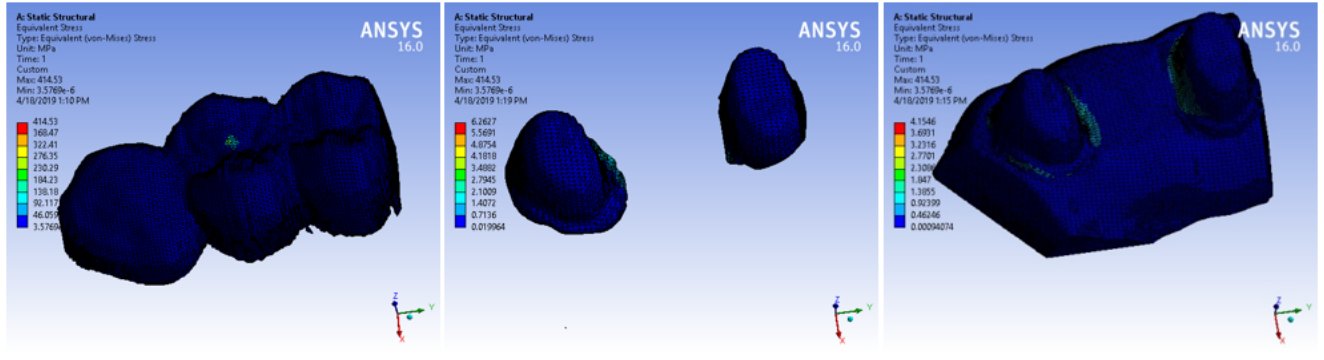 A: Static Structural
Equivalent Stress
Type: Equivalent (von-Mises) Stress
Unit: MPa
Time: 1
Custom
Max: 414.53
Min: 3.5769e-6
4/18/2019 1:10 PM
414.53
368.47
322.41
276.35
230.29
184.23
138.18
92.117
46.059
3.5769
ANSYS
16.0
Z
Y
X
A: Static Structural
Equivalent Stress
Type: Equivalent (von-Mises) Stress
Unit: MPa
Time: 1
Custom
Max: 414.53
Min: 3.5769e-6
4/18/2019 1:19 PM
6.2627
5.5691
4.8754
4.1818
3.4882
2.7945
2.1009
1.4072
0.7136
0.019964
ANSYS
16.0
Z
Y
X
A: Static Structural
Equivalent Stress
Type: Equivalent (von-Mises) Stress
Unit: MPa
Time: 1
Custom
Max: 414.53
Min: 3.5769e-6
4/18/2019 1:15 PM
4.1546
3.6931
3.2316
2.7701
2.3086
1.847
1.3855
0.92399
0.46246
0.00094074
ANSYS
16.0
Z
Y
X